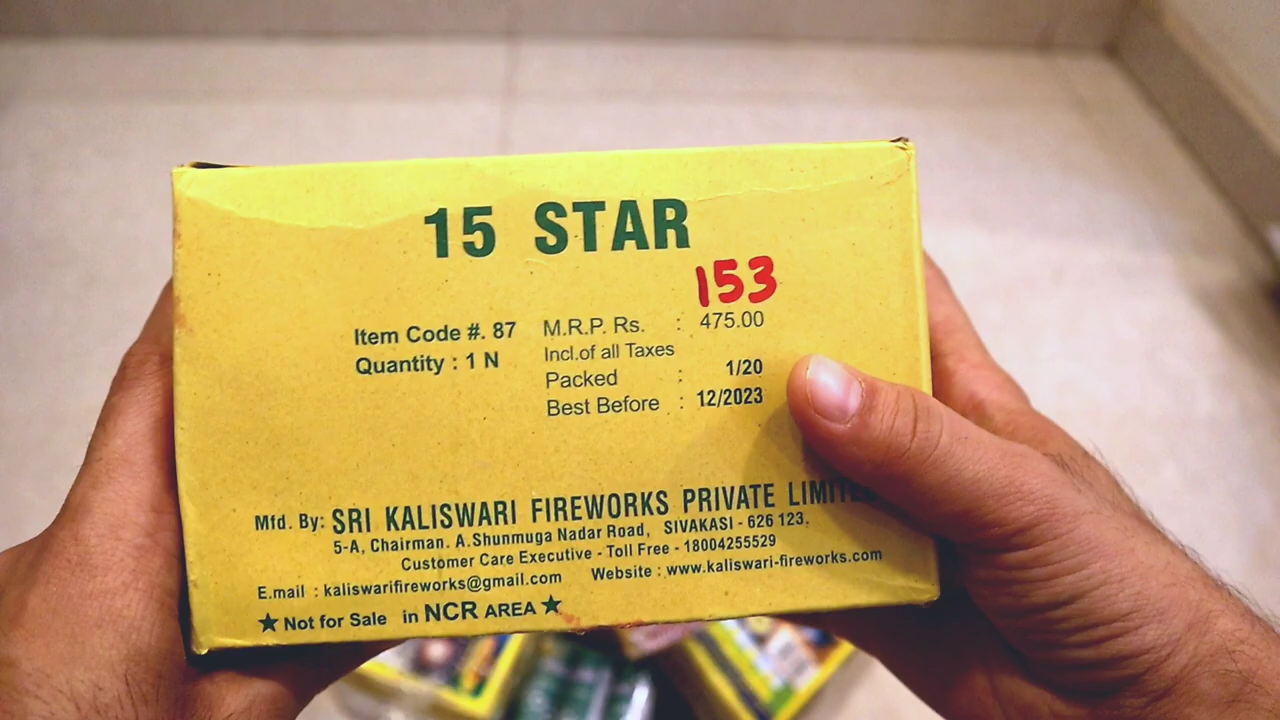 15 STAR
153
Item Code #. 87
Quantity : 1 N
M.R.P. Rs. : 475.00
Incl.of all Taxes
Packed : 1/20
Best Before : 12/2023
Mfd. By: SRI KALISWARI FIREWORKS PRIVATE LIMITED
5-A, Chairman. A.Shunmuga Nadar Road, SIVAKASI - 626 123.
Customer Care Executive - Toll Free - 18004255529
E.mail : kaliswarifireworks@gmail.com Website : www.kaliswari-fireworks.com
★ Not for Sale in NCR AREA ★